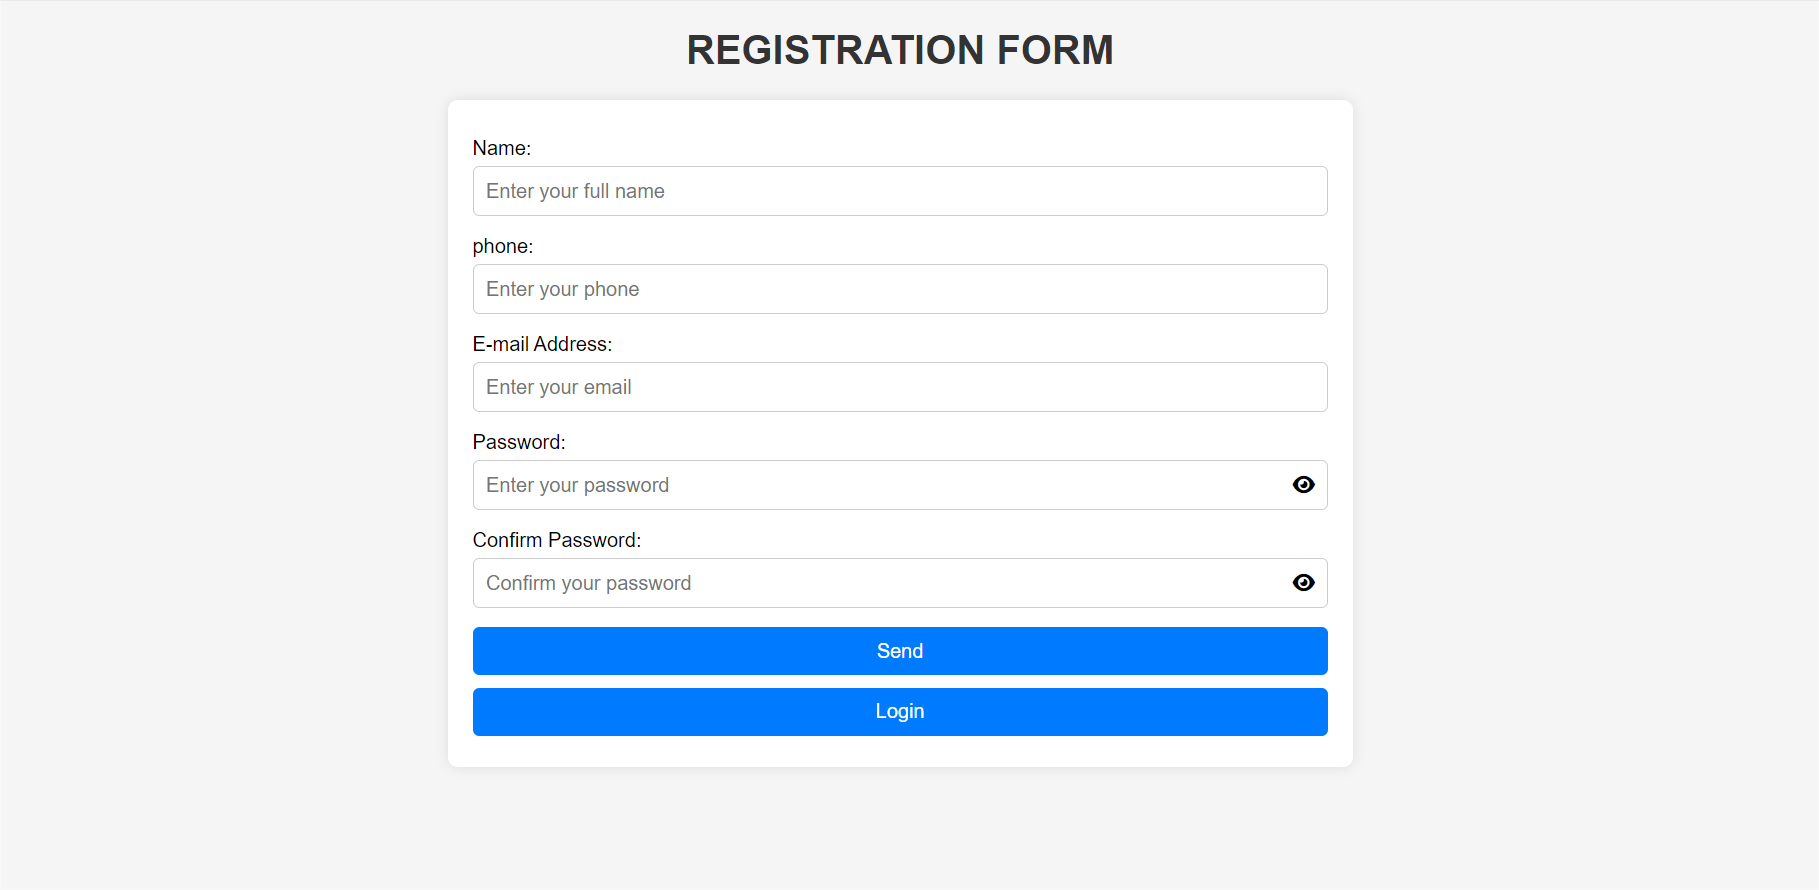 REGISTRATION FORM
Name:
Enter your full name
phone:
Enter your phone
E-mail Address:
Enter your email
Password:
Enter your password
Confirm Password:
Confirm your password
Send
Login